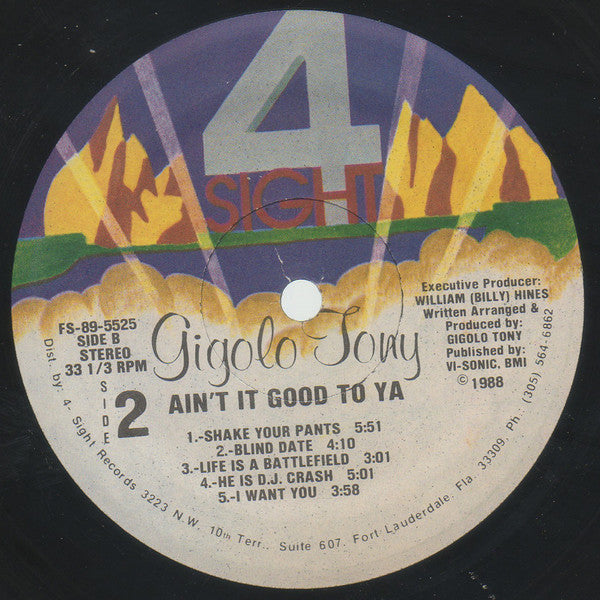 4
SIGHT
FS-89-5525
SIDE B
STEREO
33 1/3 RPM
Executive Producer:
WILLIAM (BILLY) HINES
Written Arranged &
Produced by:
GIGOLO TONY
Published by:
VI-SONIC. BMI
© 1988
Gigolo Tony
SIDE
2
AIN'T IT GOOD TO YA
1.-SHAKE YOUR PANTS 5:51
2.-BLIND DATE 4:10
3.-LIFE IS A BATTLEFIELD 3:01
4.-HE IS D.J. CRASH 5:01
5.-I WANT YOU 3:58
Dist. by: 4- Sight Records 3223 N.W. 10th Terr., Suite 607. Fort Lauderdale, Fla. 33309. Ph.: (305) 564-6862